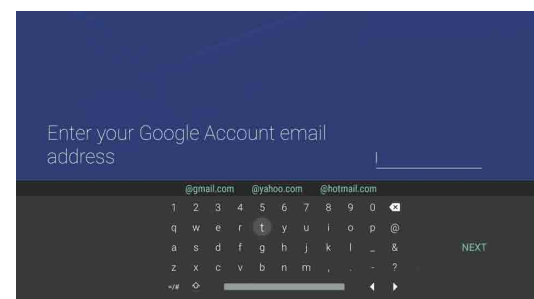 Enter your Google Account email
address
@gmail.com @yahoo.com @hotmail.com
1 2 3 4 5 6 7 8 9 0
q w e r t y u i o p @
a s d f g h j k l _ & NEXT
z x c v b n m , . - ?
=/#